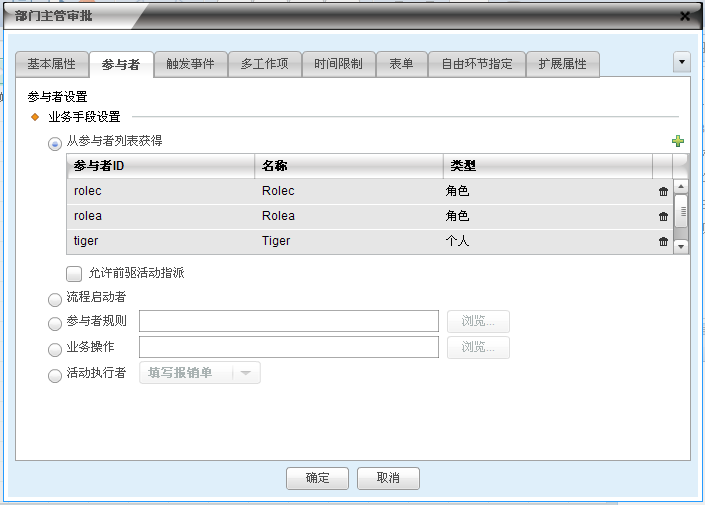 部门主管审批
基本属性 参与者 触发事件 多工作项 时间限制 表单 自由环节指定 扩展属性
参与者设置
业务手段设置
从参与者列表获得
参与者ID 名称 类型
rolec Rolec 角色
rolea Rolea 角色
tiger Tiger 个人
允许前驱活动指派
流程启动者
参与者规则 浏览...
业务操作 浏览...
活动执行者 填写报销单
确定 取消